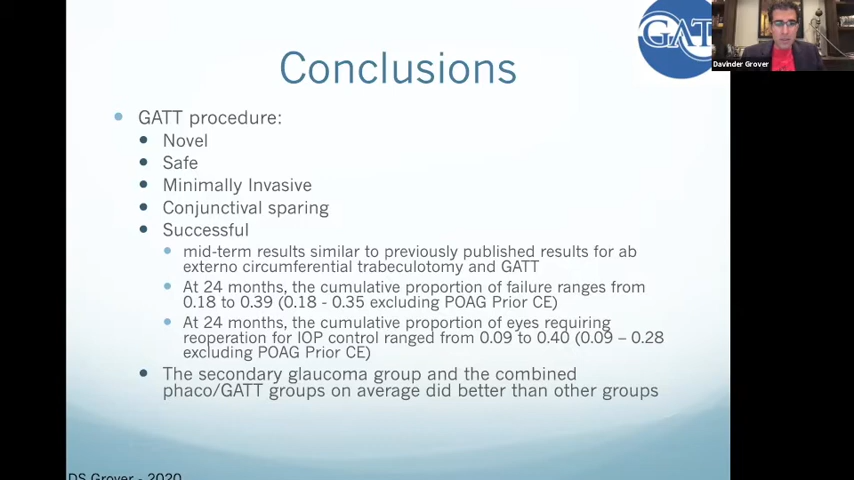 GAT
Davinder Grover
Conclusions
GATT procedure:
Novel
Safe
Minimally Invasive
Conjunctival sparing
Successful
mid-term results similar to previously published results for ab
externo circumferential trabeculotomy and GATT
At 24 months, the cumulative proportion of failure ranges from
0.18 to 0.39 (0.18 - 0.35 excluding POAG Prior CE)
At 24 months, the cumulative proportion of eyes requiring
reoperation for IOP control ranged from 0.09 to 0.40 (0.09 – 0.28
excluding POAG Prior CE)
The secondary glaucoma group and the combined
phaco/GATT groups on average did better than other groups
DS Grover - 2020